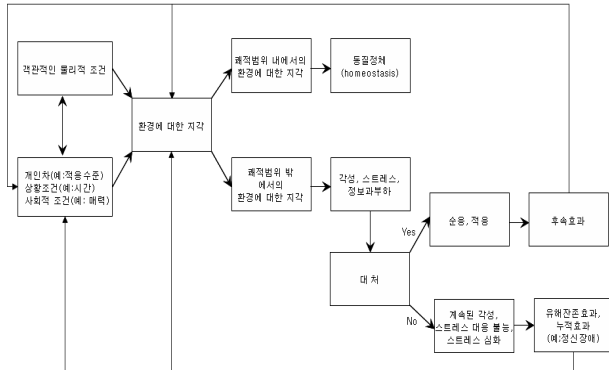 객관적인 물리적 조건
개인차(예:적응수준)
상황조건(예:시간)
사회적 조건(예: 매력)
환경에 대한 지각
쾌적범위 내에서의
환경에 대한 지각
동질정체
(homeostasis)
쾌적범위 밖
에서의
환경에 대한 지각
각성, 스트레스,
정보과부하
대 처
Yes
순응, 적응
후속효과
No
계속된 각성,
스트레스 대응 불능,
스트레스 심화
유해잔존효과,
누적효과
(예:정신장애)